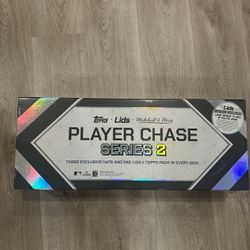 Topps Lids Mitchell & Ness
PLAYER CHASE
SERIES 2
THREE EXCLUSIVE HATS AND ONE LIDS x TOPPS PACK IN EVERY BOX!